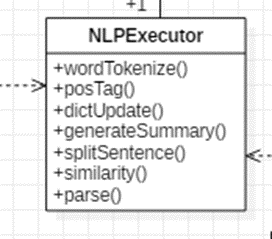 +1
NLPExecutor
+wordTokenize()
+posTag()
+dictUpdate()
+generateSummary()
+splitSentence()
+similarity()
+parse()